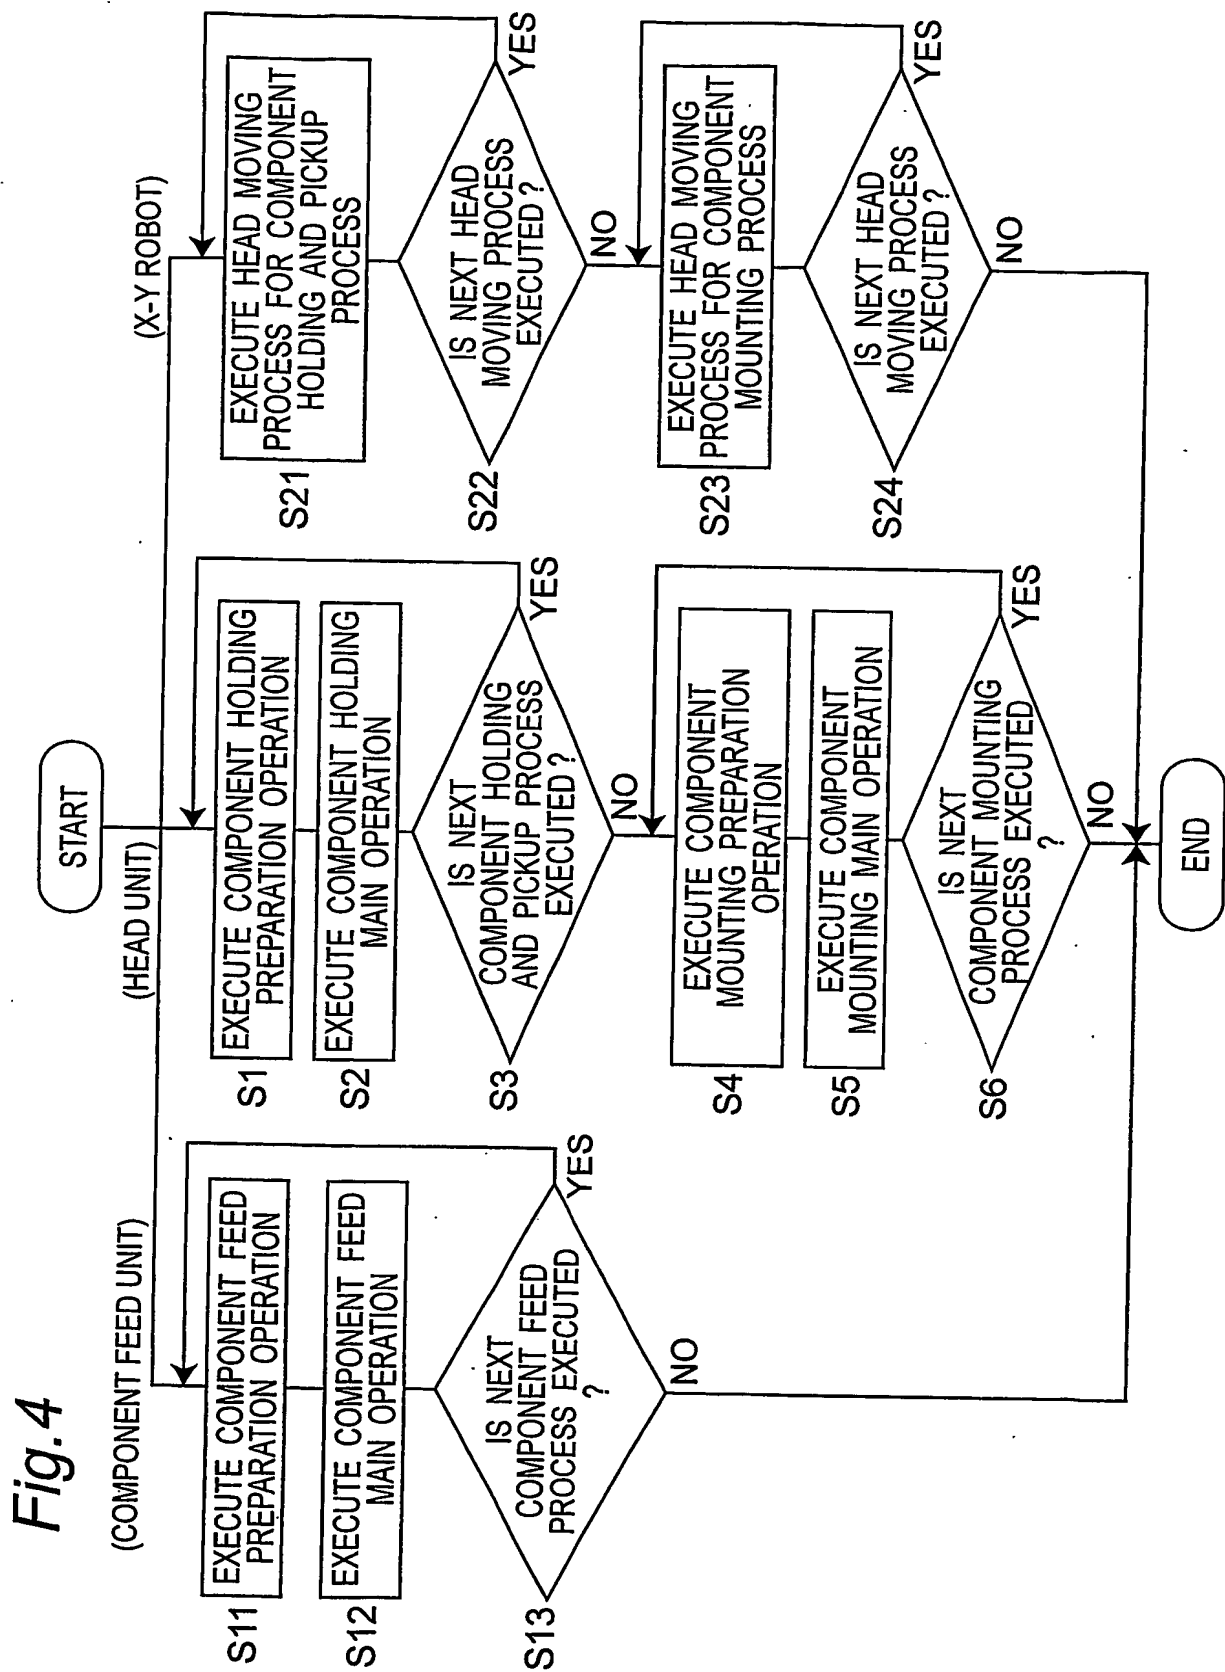 Fig.4
START
(COMPONENT FEED UNIT)
(HEAD UNIT)
(X-Y ROBOT)
S11
EXECUTE COMPONENT FEED
PREPARATION OPERATION
S12
EXECUTE COMPONENT FEED
MAIN OPERATION
S13
IS NEXT
COMPONENT FEED
PROCESS EXECUTED
?
YES
NO
S1
EXECUTE COMPONENT HOLDING
PREPARATION OPERATION
S2
EXECUTE COMPONENT HOLDING
MAIN OPERATION
S3
IS NEXT
COMPONENT HOLDING
AND PICKUP PROCESS
EXECUTED?
YES
NO
S4
EXECUTE COMPONENT
MOUNTING PREPARATION
OPERATION
S5
EXECUTE COMPONENT
MOUNTING MAIN OPERATION
S6
IS NEXT
COMPONENT MOUNTING
PROCESS EXECUTED
?
YES
NO
S21
EXECUTE HEAD MOVING
PROCESS FOR COMPONENT
HOLDING AND PICKUP
PROCESS
S22
IS NEXT HEAD
MOVING PROCESS
EXECUTED?
YES
NO
S23
EXECUTE HEAD MOVING
PROCESS FOR COMPONENT
MOUNTING PROCESS
S24
IS NEXT HEAD
MOVING PROCESS
EXECUTED?
YES
NO
END